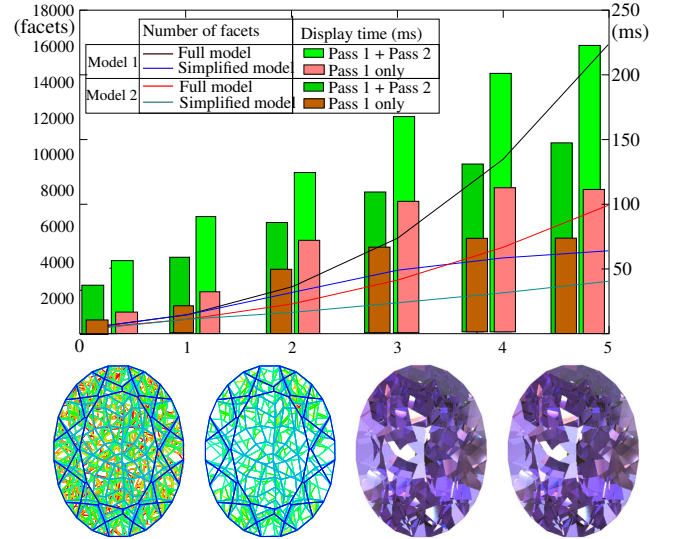 18000
(facets)
16000
14000
12000
10000
8000
6000
4000
2000
0
Number of facets
Display time (ms)
Model 1
Full model
Pass 1 + Pass 2
Simplified model
Pass 1 only
Model 2
Full model
Pass 1 + Pass 2
Simplified model
Pass 1 only
250
(ms)
200
150
100
50
0 1 2 3 4 5